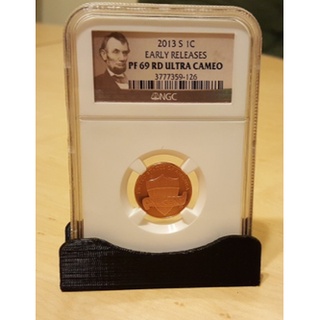 2013 S 1C
EARLY RELEASES
PF 69 RD ULTRA CAMEO
3777359-126
NGC